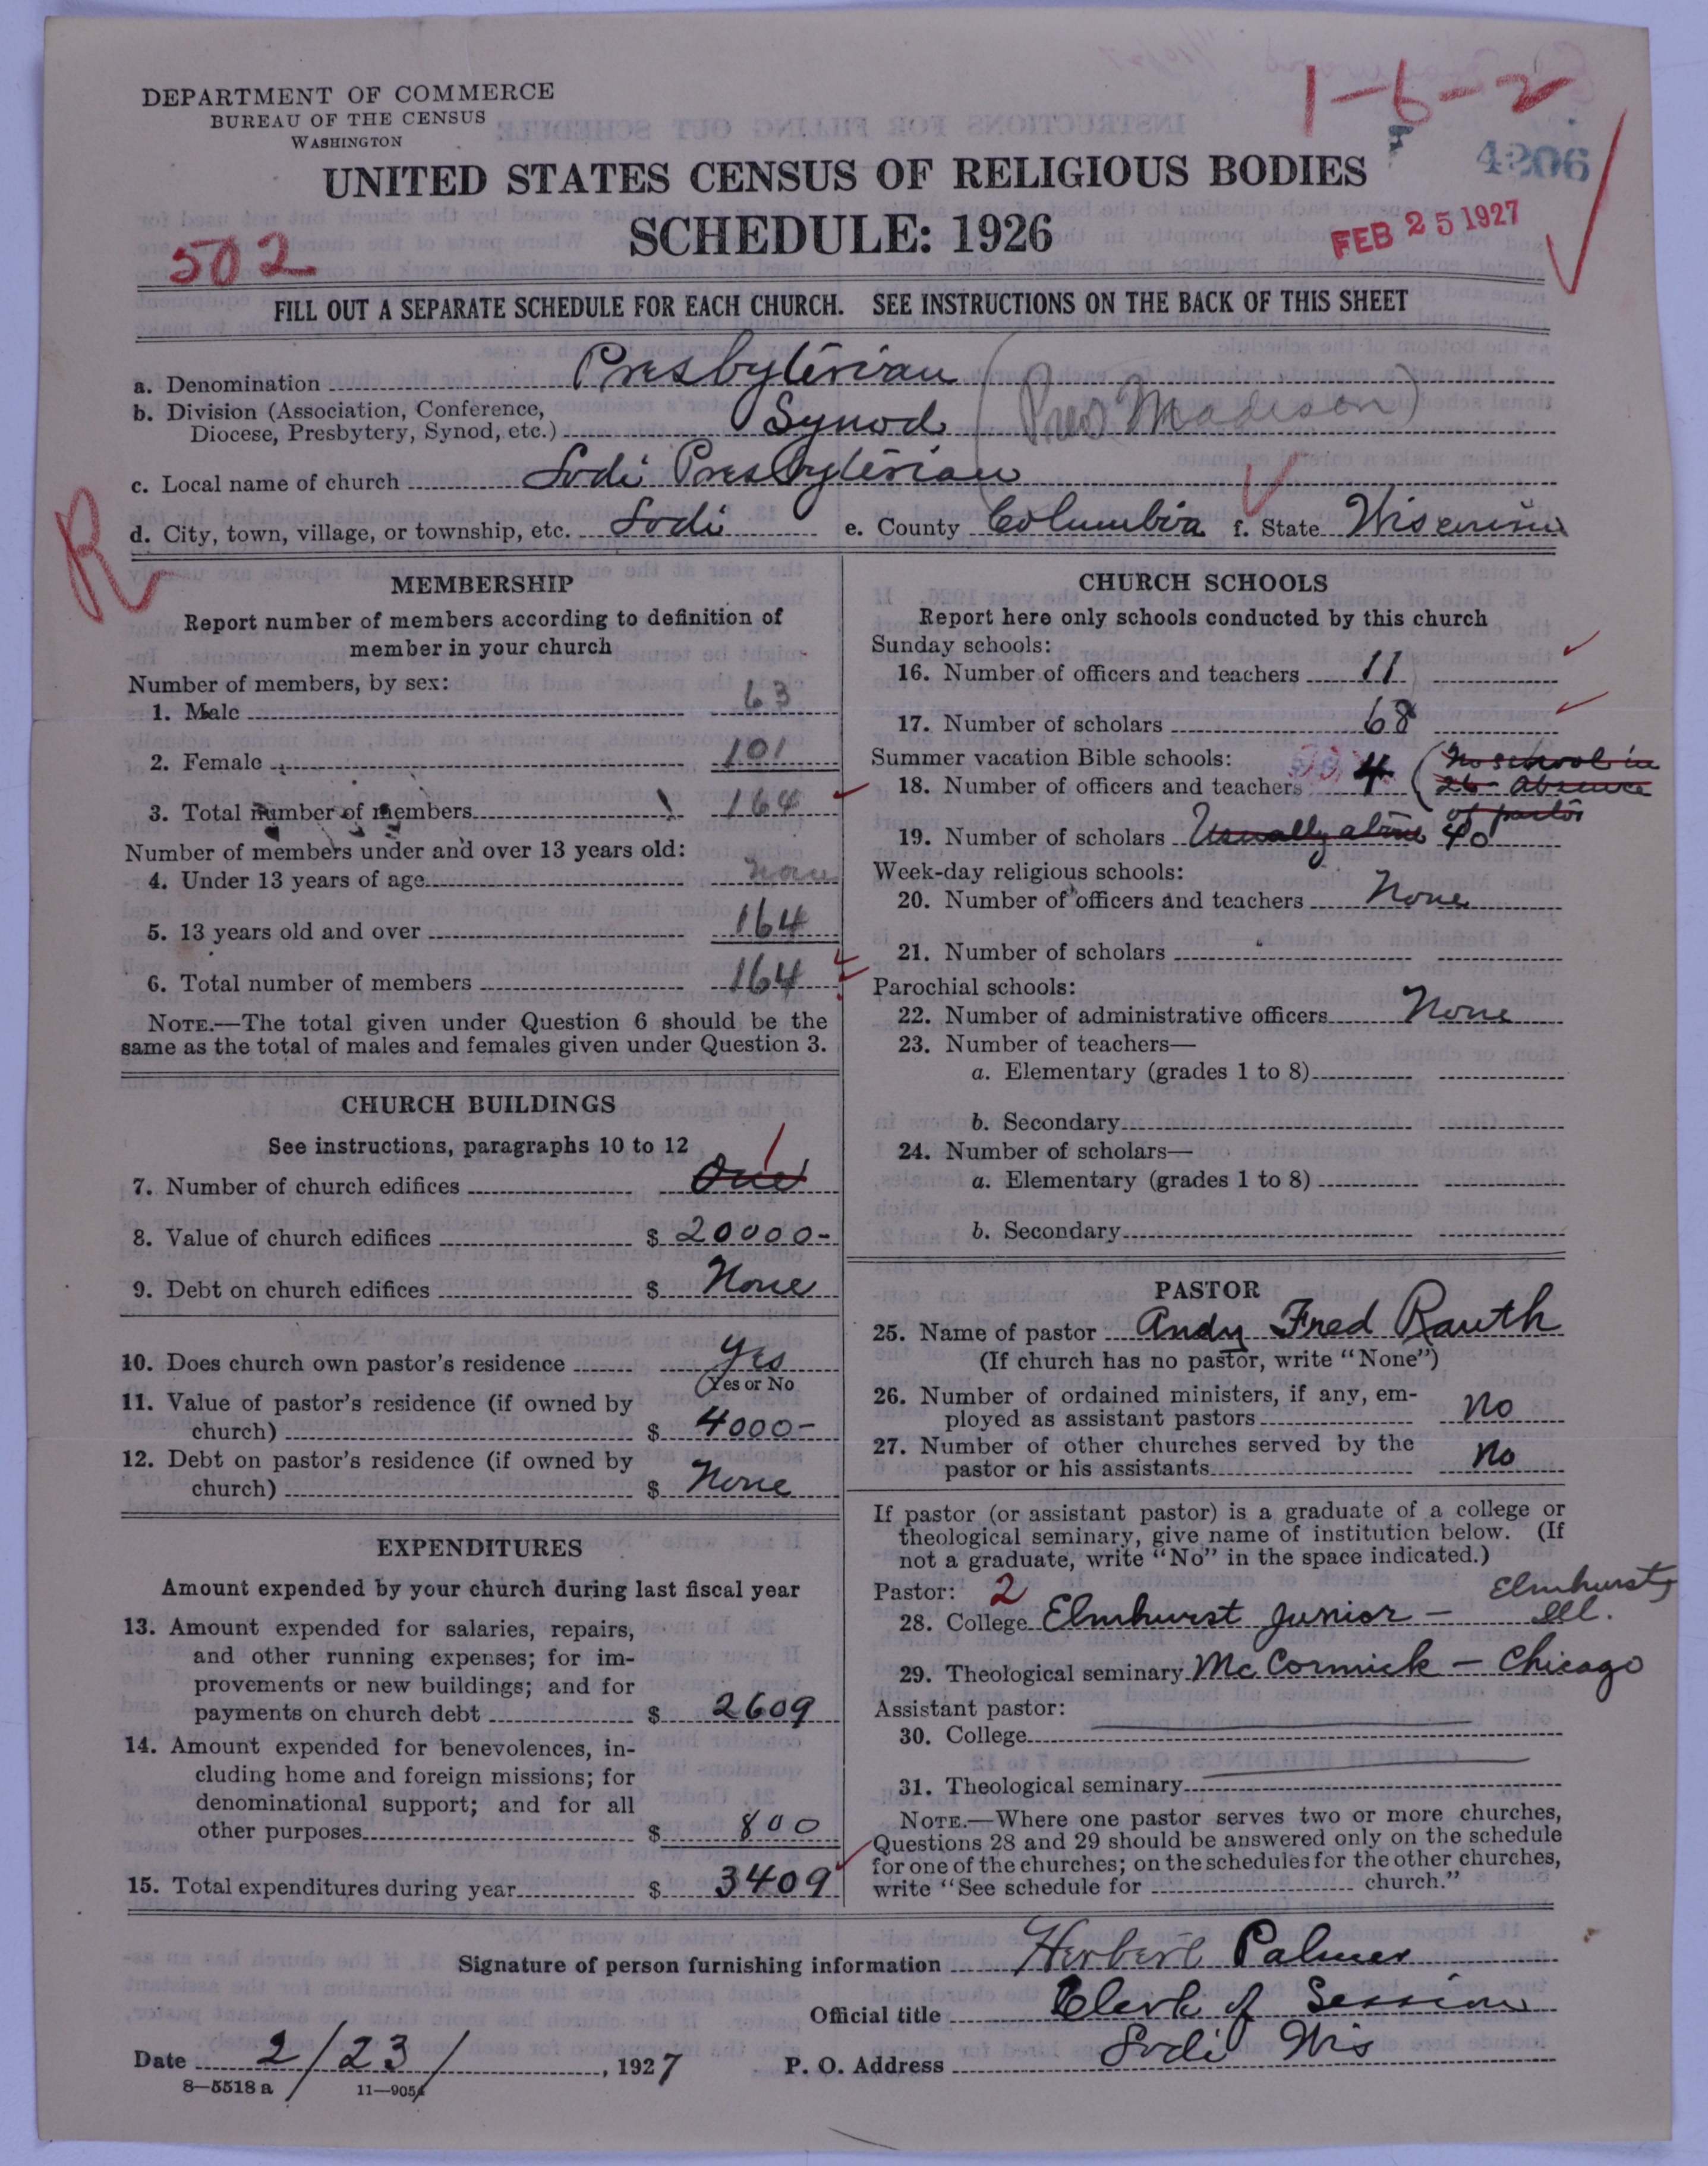 DEPARTMENT OF COMMERCE
BUREAU OF THE CENSUS
WASHINGTON
1-6-2
4206
UNITED STATES CENSUS OF RELIGIOUS BODIES
SCHEDULE: 1926
FEB 25 1927
502
FILL OUT A SEPARATE SCHEDULE FOR EACH CHURCH. SEE INSTRUCTIONS ON THE BACK OF THIS SHEET
a. Denomination Presbyterian
b. Division (Association, Conference,
Diocese, Presbytery, Synod, etc.) Synod (Pres Madison)
c. Local name of church Lodi Presbyterian
R
d. City, town, village, or township, etc. Lodi e. County Columbia f. State Wisconsin
MEMBERSHIP
Report number of members according to definition of
member in your church
Number of members, by sex:
1. Male 63
2. Female 101
3. Total number of members 164
Number of members under and over 13 years old:
4. Under 13 years of age None
5. 13 years old and over 164
6. Total number of members 164
NOTE.—The total given under Question 6 should be the
same as the total of males and females given under Question 3.
CHURCH BUILDINGS
See instructions, paragraphs 10 to 12
7. Number of church edifices One 1
8. Value of church edifices $ 20000-
9. Debt on church edifices $ None
10. Does church own pastor's residence Yes
(Yes or No)
11. Value of pastor's residence (if owned by
church) $ 4000-
12. Debt on pastor's residence (if owned by
church) $ None
EXPENDITURES
Amount expended by your church during last fiscal year
13. Amount expended for salaries, repairs,
and other running expenses; for im-
provements or new buildings; and for
payments on church debt $ 2609
14. Amount expended for benevolences, in-
cluding home and foreign missions; for
denominational support; and for all
other purposes $ 800
15. Total expenditures during year $ 3409
CHURCH SCHOOLS
Report here only schools conducted by this church
Sunday schools:
16. Number of officers and teachers 11
17. Number of scholars 68
Summer vacation Bible schools:
18. Number of officers and teachers 4 (No school in
26 absence
of pastor
19. Number of scholars Usually above 40
Week-day religious schools:
20. Number of officers and teachers None
21. Number of scholars
Parochial schools:
22. Number of administrative officers None
23. Number of teachers—
a. Elementary (grades 1 to 8)
b. Secondary
24. Number of scholars—
a. Elementary (grades 1 to 8)
b. Secondary
PASTOR
25. Name of pastor Andy Fred Rauth
(If church has no pastor, write "None")
26. Number of ordained ministers, if any, em-
ployed as assistant pastors No
27. Number of other churches served by the
pastor or his assistants No
If pastor (or assistant pastor) is a graduate of a college or
theological seminary, give name of institution below. (If
not a graduate, write "No" in the space indicated.)
Pastor: 2
28. College Elmhurst Junior – Elmhurst, Ill.
29. Theological seminary McCormick – Chicago
Assistant pastor:
30. College
31. Theological seminary
NOTE.—Where one pastor serves two or more churches,
Questions 28 and 29 should be answered only on the schedule
for one of the churches; on the schedules for the other churches,
write "See schedule for church."
Signature of person furnishing information Herbert Palmer
Official title Clerk of Session
Date 2/23/, 1927 P. O. Address Lodi Wis
8—5518 a 11—9054